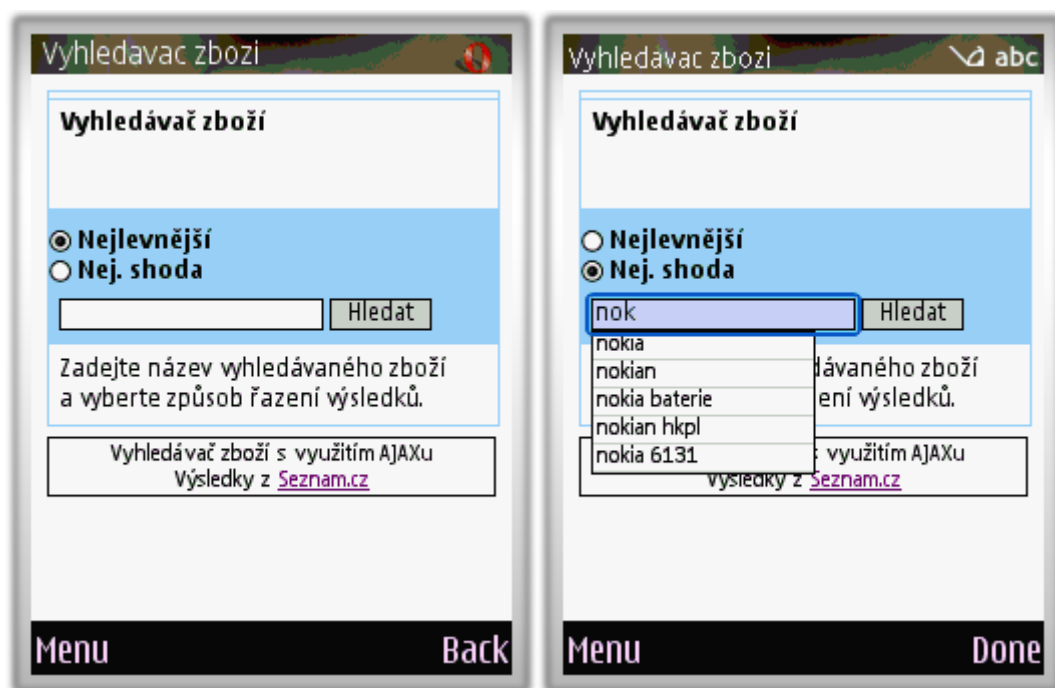 Vyhledavac zbozi
Vyhledávač zboží
Nejlevnější
Nej. shoda
Hledat
Zadejte název vyhledávaného zboží
a vyberte způsob řazení výsledků.
Vyhledávač zboží s využitím AJAXu
Výsledky z Seznam.cz
Menu Back
Vyhledavac zbozi abc
Vyhledávač zboží
Nejlevnější
Nej. shoda
nok Hledat
nokia
nokian dávaného zboží
nokia baterie ení výsledků.
nokian hkpl
nokia 6131 využitím AJAXu
Výsledky z Seznam.cz
Menu Done